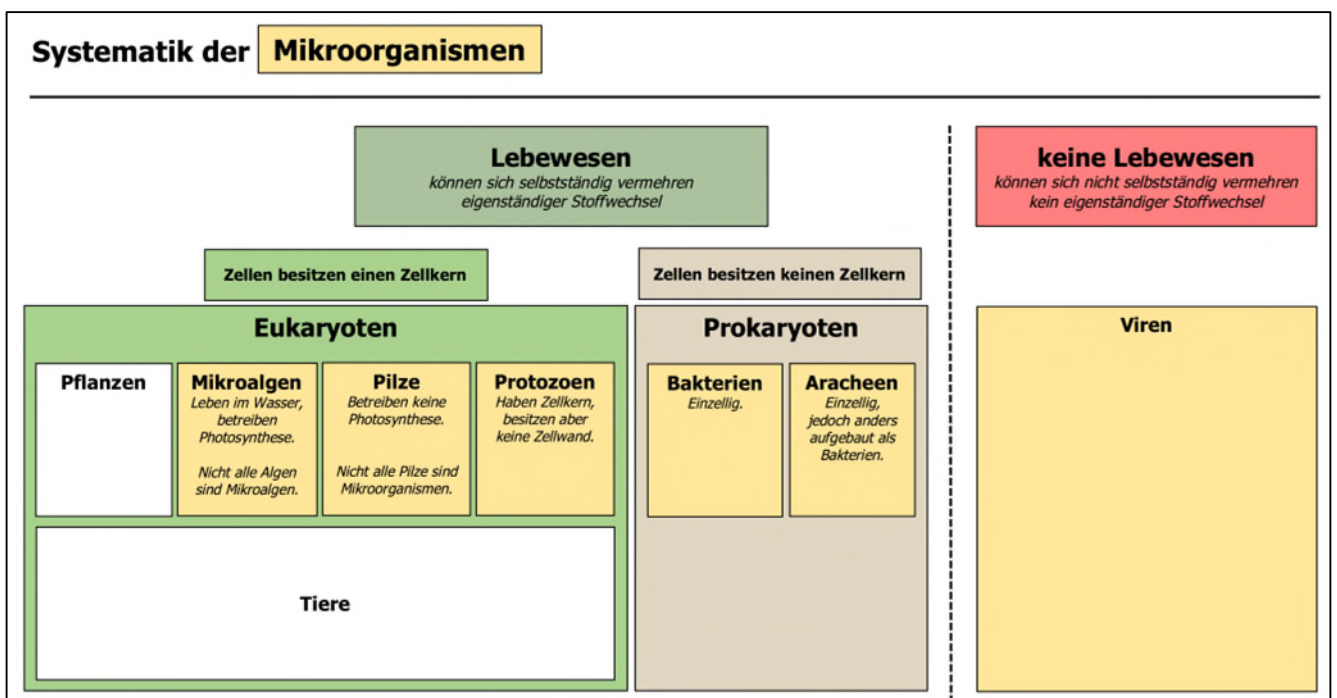 Systematik der Mikroorganismen
Lebewesen
können sich selbstständig vermehren
eigenständiger Stoffwechsel
keine Lebewesen
können sich nicht selbstständig vermehren
kein eigenständiger Stoffwechsel
Zellen besitzen einen Zellkern
Zellen besitzen keinen Zellkern
Eukaryoten
Pflanzen
Mikroalgen
Leben im Wasser,
betreiben
Photosynthese.
Nicht alle Algen
sind Mikroalgen.
Pilze
Betreiben keine
Photosynthese.
Nicht alle Pilze sind
Mikroorganismen.
Protozoen
Haben Zellkern,
besitzen aber
keine Zellwand.
Tiere
Prokaryoten
Bakterien
Einzellig.
Aracheen
Einzellig,
jedoch anders
aufgebaut als
Bakterien.
Viren